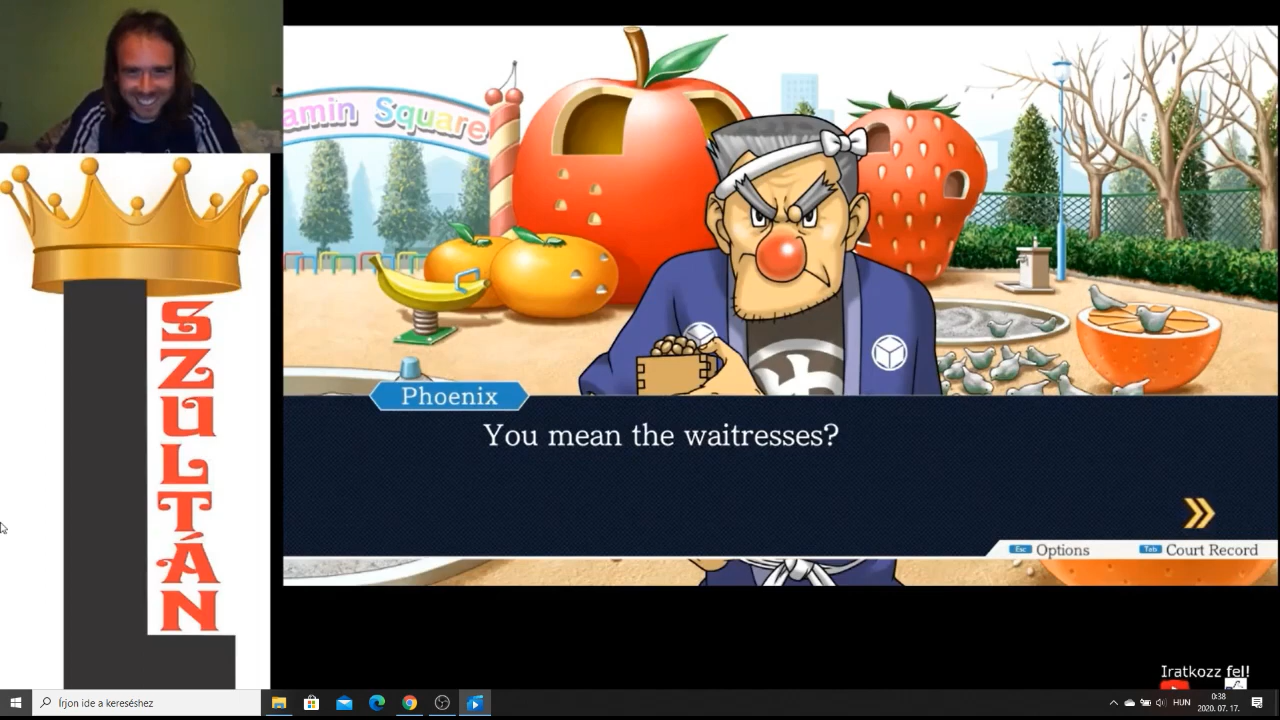 amin Square
L
SZULTÁN
Phoenix
You mean the waitresses?
Esc Options
Tab Court Record
Iratkozz fel!
Írjon ide a kereséshez
HUN
0:38
2020. 07. 17.